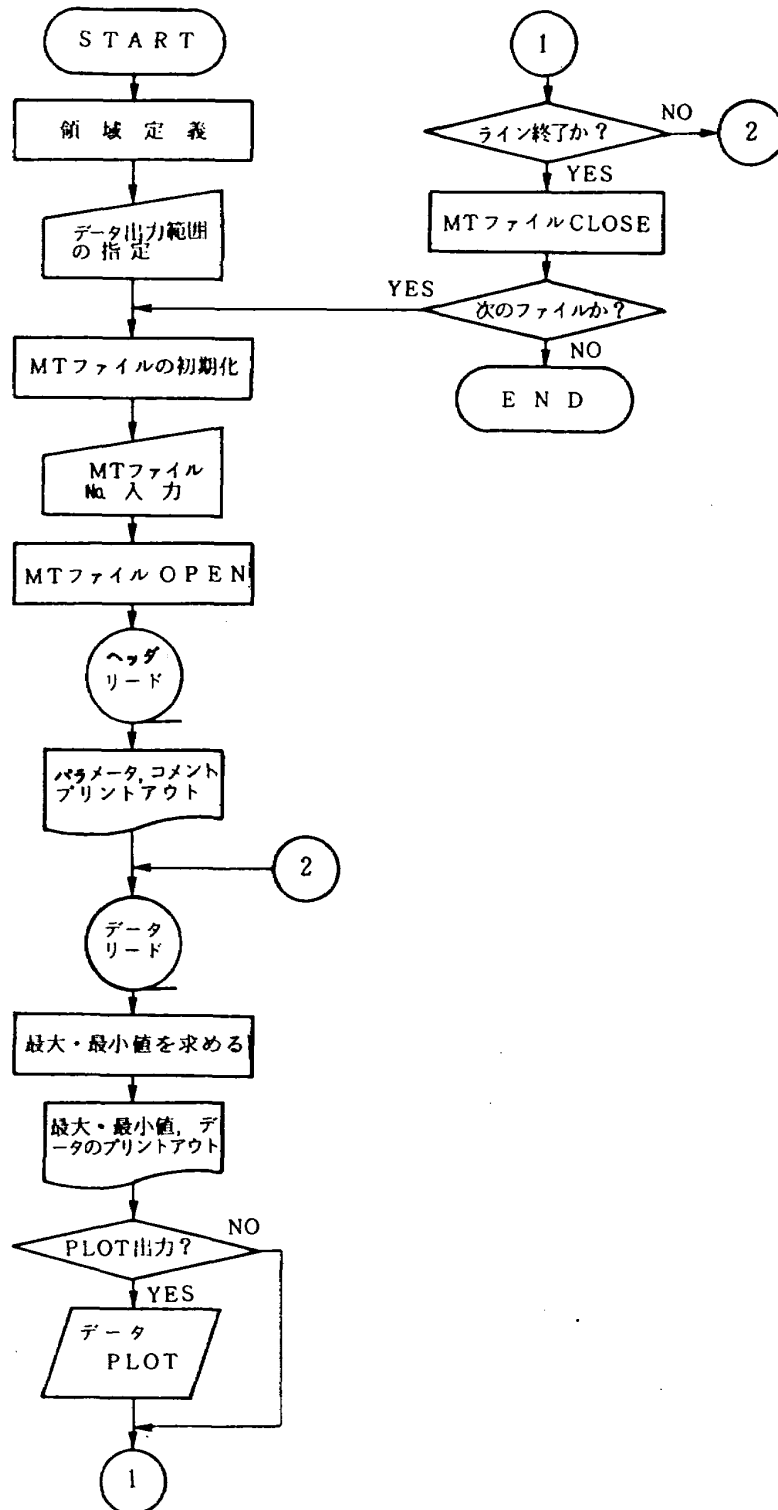 START
領域定義
データ出力範囲
の指定
MTファイルの初期化
MTファイル
No.入力
MTファイルOPEN
ヘッダ
リード
パラメータ,コメント
プリントアウト
2
データ
リード
最大・最小値を求める
最大・最小値,デ
ータのプリントアウト
PLOT出力?
NO
YES
データ
PLOT
1
1
ライン終了か?
NO
2
YES
MTファイルCLOSE
次のファイルか?
YES
NO
END